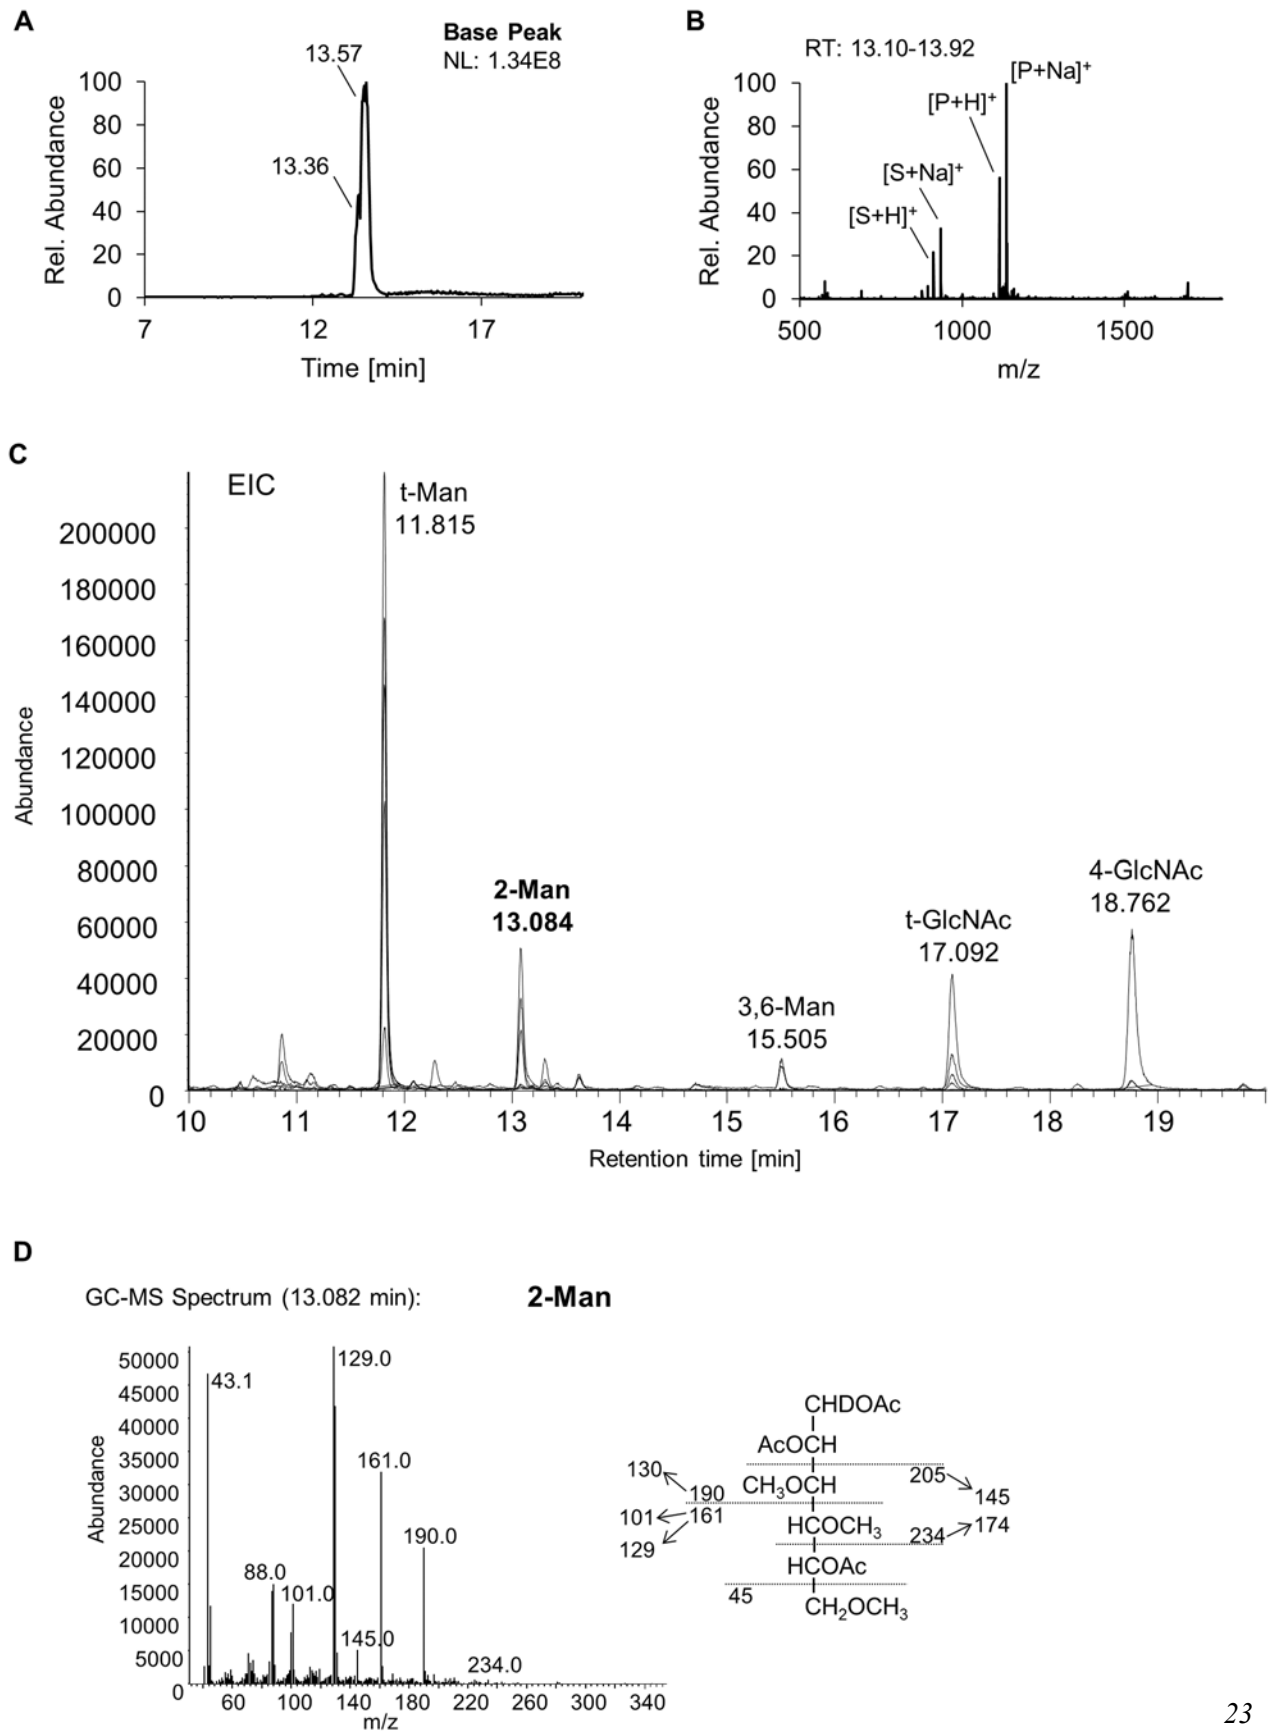 A
Base Peak
NL: 1.34E8
13.57
13.36
100
80
60
40
20
0
Rel. Abundance
7 12 17
Time [min]
B
RT: 13.10-13.92
[P+Na]+
[P+H]+
[S+Na]+
[S+H]+
100
80
60
40
20
0
Rel. Abundance
500 1000 1500
m/z
C
EIC
t-Man
11.815
2-Man
13.084
3,6-Man
15.505
t-GlcNAc
17.092
4-GlcNAc
18.762
200000
180000
160000
140000
120000
100000
80000
60000
40000
20000
0
Abundance
10 11 12 13 14 15 16 17 18 19
Retention time [min]
D
GC-MS Spectrum (13.082 min):
2-Man
50000
45000
40000
35000
30000
25000
20000
15000
10000
5000
0
Abundance
43.1
129.0
161.0
190.0
88.0
101.0
145.0
234.0
60 100 140 180 220 260 300 340
m/z
CHDOAc
AcOCH
130 205
CH3OCH
190 145
101 161
HCOCH3 174
129 234
HCOAc
45
CH2OCH3
23